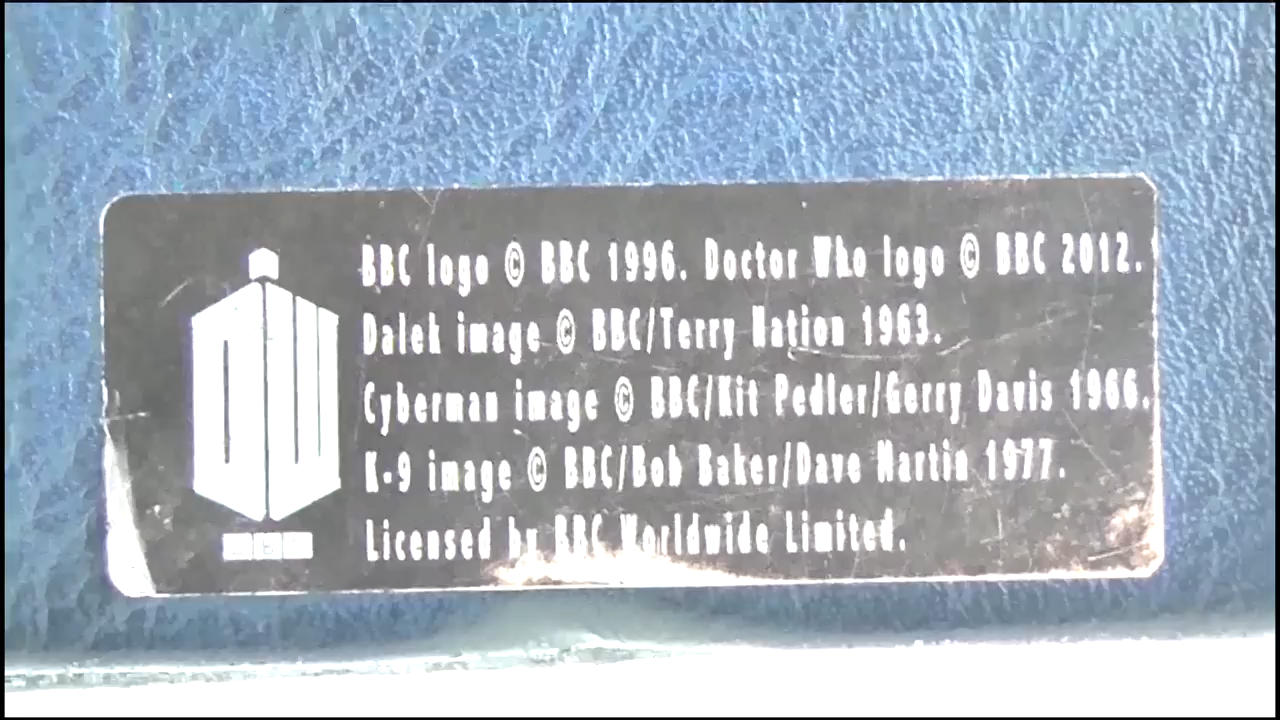 BBC logo © BBC 1996. Doctor Who logo © BBC 2012.
Dalek image © BBC/Terry Nation 1963.
Cyberman image © BBC/Kit Pedler/Gerry Davis 1966.
K-9 image © BBC/Bob Baker/Dave Martin 1977.
Licensed by BBC Worldwide Limited.
BBC